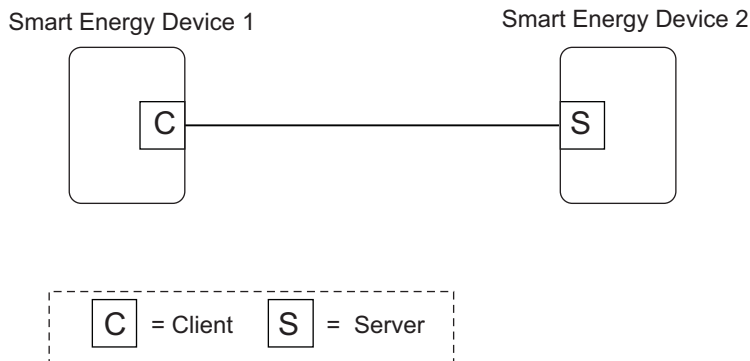 Smart Energy Device 1
Smart Energy Device 2
C
S
C = Client S = Server